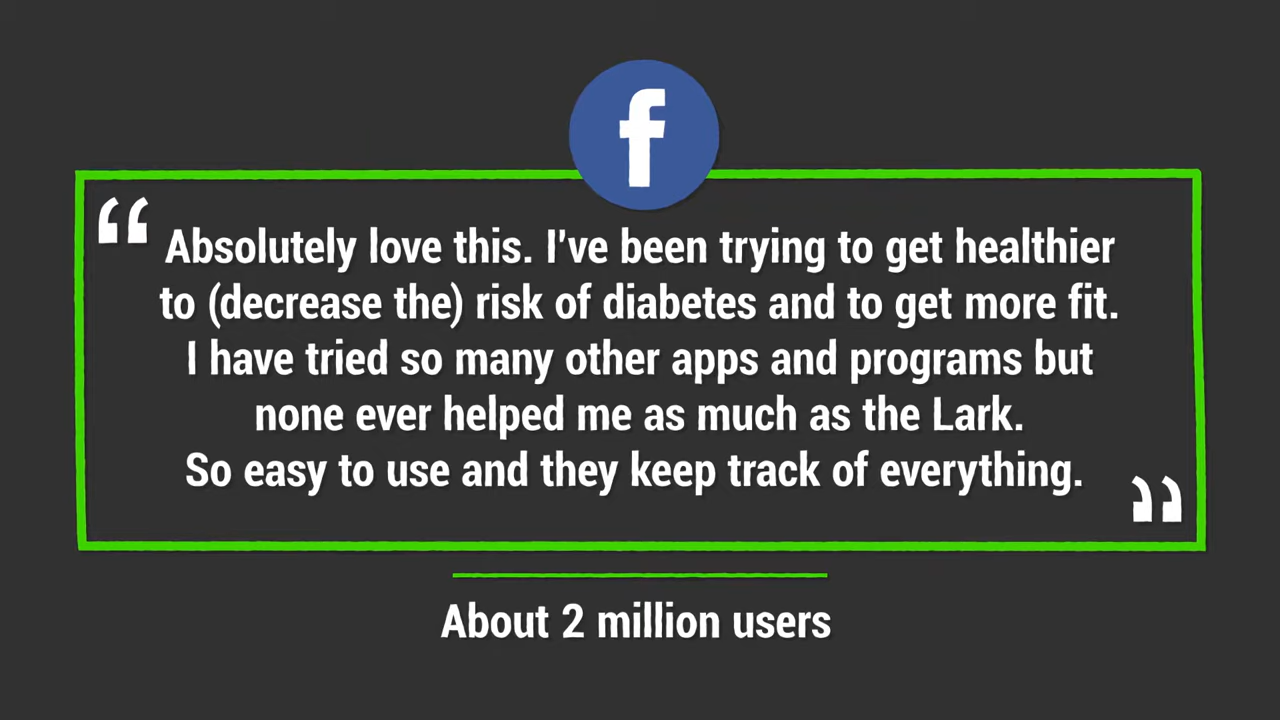 f
“ Absolutely love this. I've been trying to get healthier
to (decrease the) risk of diabetes and to get more fit.
I have tried so many other apps and programs but
none ever helped me as much as the Lark.
So easy to use and they keep track of everything. ”
About 2 million users